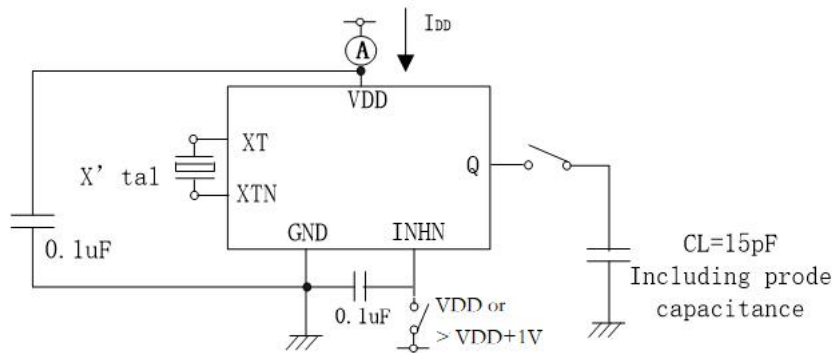 IDD
A
VDD
XT
X' tal
Q
XTN
GND
INHN
0.1uF
CL=15pF
Including prode
capacitance
0.1uF
VDD or
> VDD+1V